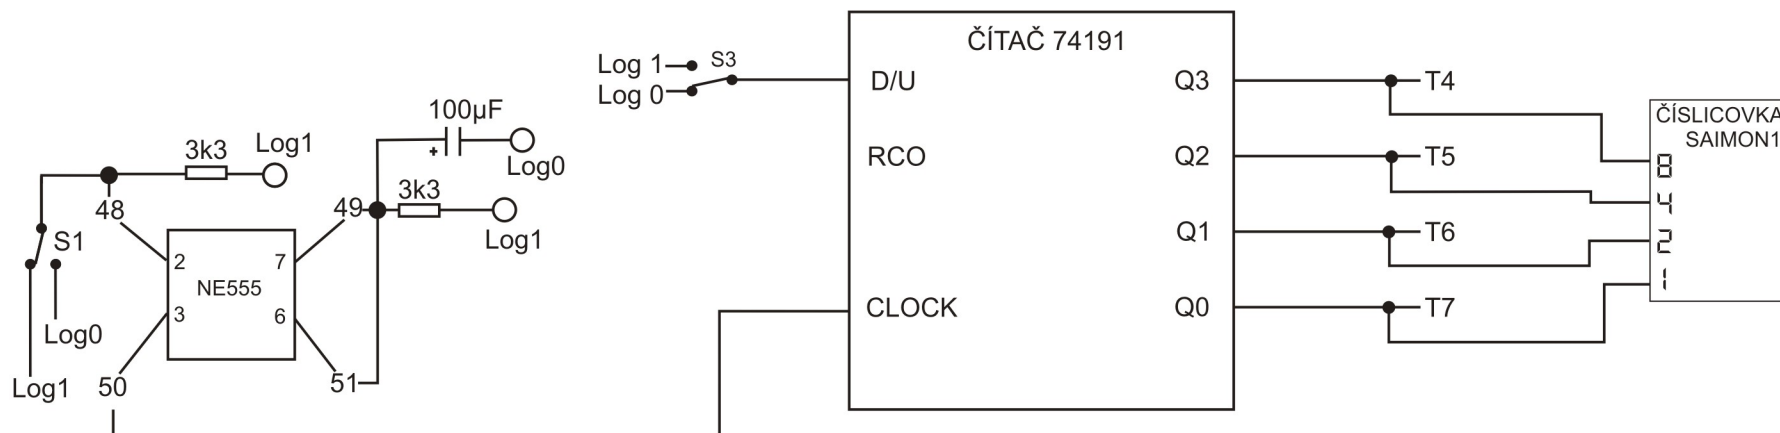 ČÍTAČ 74191
Log 1
S3
Log 0
D/U
Q3
T4
RCO
Q2
T5
Q1
T6
CLOCK
Q0
T7
ČÍSLICOVKA
SAIMON1
8
4
2
1
100µF
+
Log0
3k3
Log1
3k3
Log1
48
49
S1
2
7
NE555
3
6
Log0
Log1
50
51